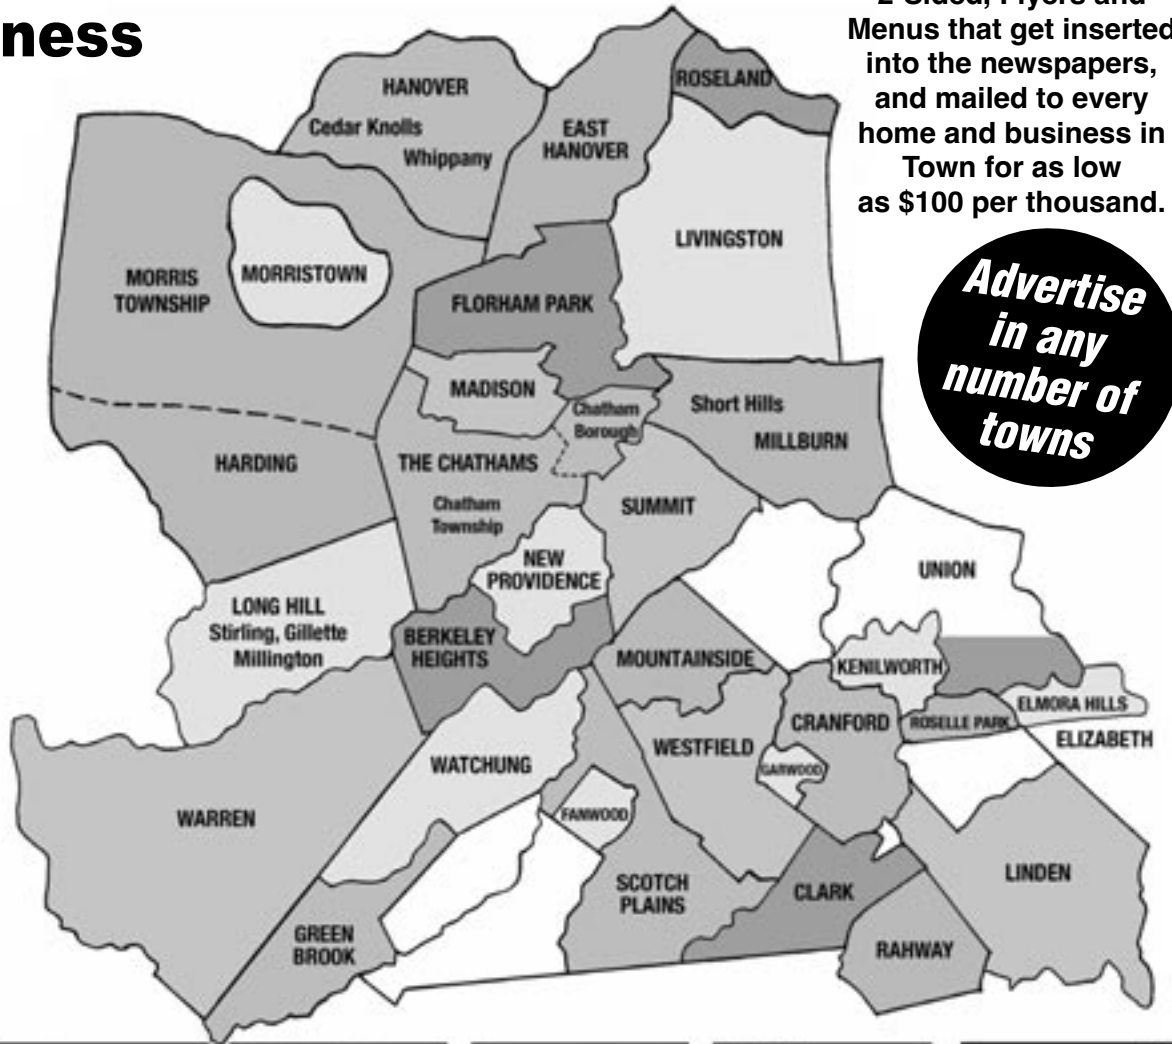 ness
Menus that get inserted
into the newspapers,
and mailed to every
home and business in
Town for as low
as $100 per thousand.
Advertise
in any
number of
towns
HANOVER
Cedar Knolls
Whippany
EAST
HANOVER
ROSELAND
LIVINGSTON
MORRIS
TOWNSHIP
MORRISTOWN
FLORHAM PARK
MADISON
Chatham
Borough
Short Hills
MILLBURN
HARDING
THE CHATHAMS
Chatham
Township
SUMMIT
NEW
PROVIDENCE
UNION
LONG HILL
Stirling, Gillette
Millington
BERKELEY
HEIGHTS
MOUNTAINSIDE
KENILWORTH
ELMORA HILLS
ROSELLE PARK
CRANFORD
ELIZABETH
WESTFIELD
GARWOOD
WATCHUNG
WARREN
FANWOOD
SCOTCH
PLAINS
CLARK
LINDEN
GREEN
BROOK
RAHWAY